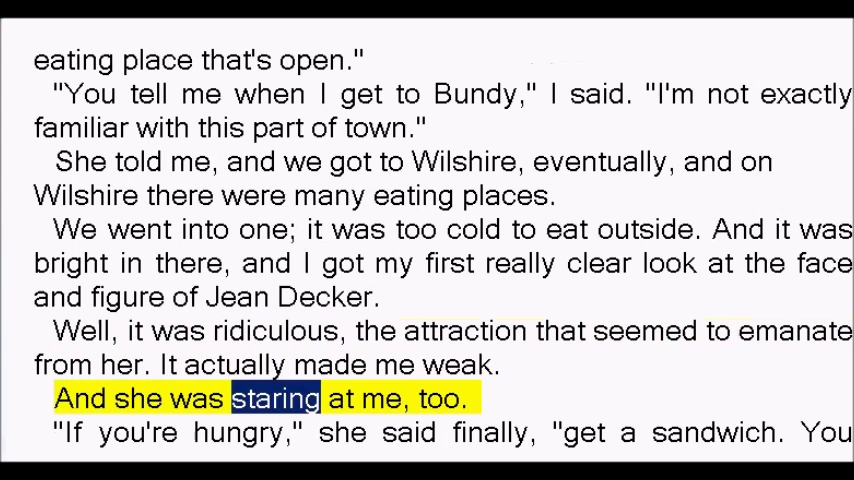 eating place that's open."
"You tell me when I get to Bundy," I said. "I'm not exactly
familiar with this part of town."
She told me, and we got to Wilshire, eventually, and on
Wilshire there were many eating places.
We went into one; it was too cold to eat outside. And it was
bright in there, and I got my first really clear look at the face
and figure of Jean Decker.
Well, it was ridiculous, the attraction that seemed to emanate
from her. It actually made me weak.
And she was staring at me, too.
"If you're hungry," she said finally, "get a sandwich. You